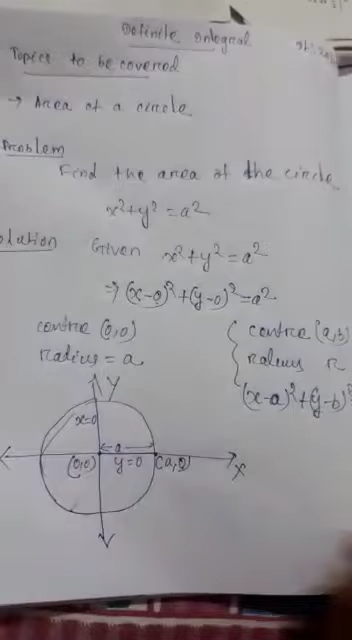 Definite Integral
Topics to be covered
→ Area of a circle
Problem
Find the area of the circle
x²+y²=a²
olution Given x²+y²=a²
⇒(x-0)²+(y-0)²=a²
centre (0,0)
radius = a
centre (a,b)
radius r
(x-a)²+(y-b)²
Y
x=0
a
(0,0) y=0 (a,0) X